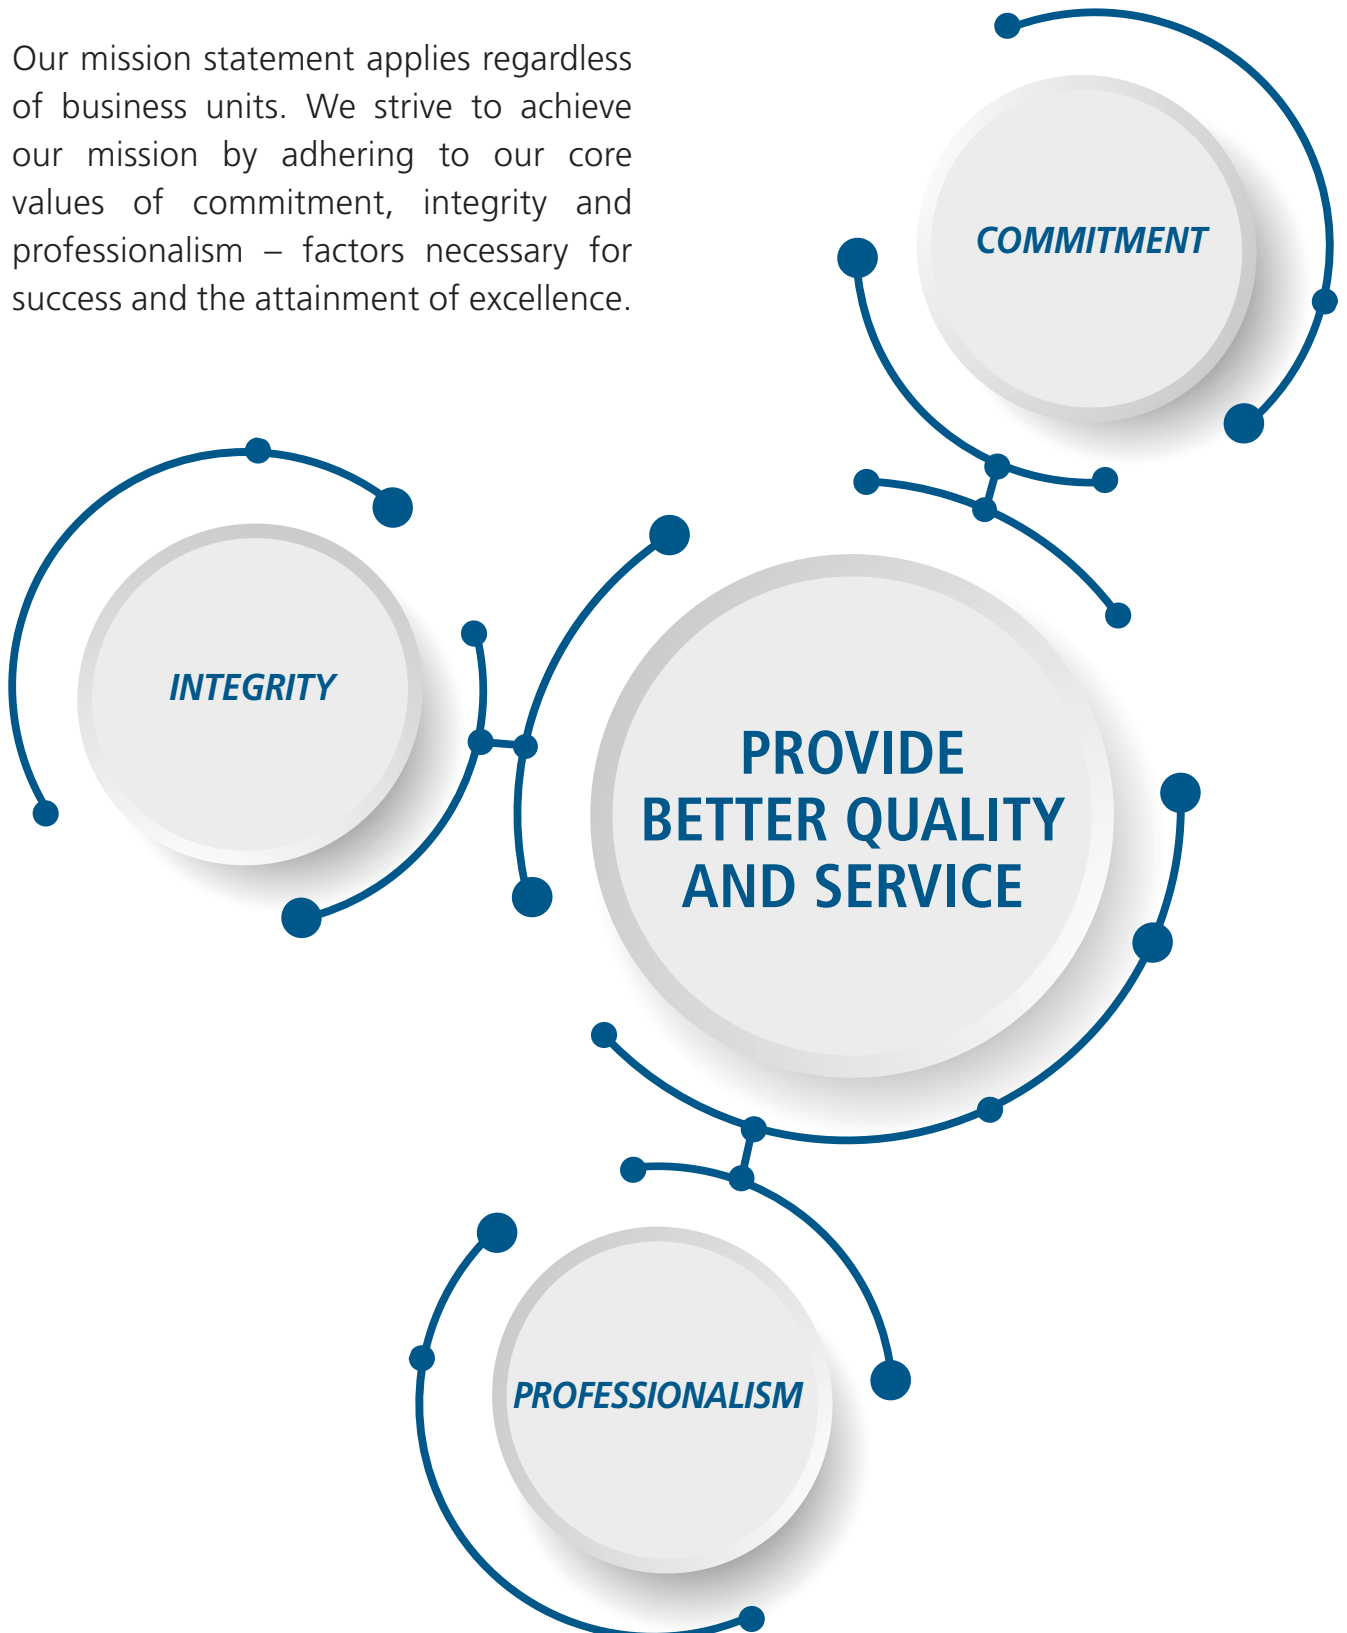 Our mission statement applies regardless
of business units. We strive to achieve
our mission by adhering to our core
values of commitment, integrity and
professionalism – factors necessary for
success and the attainment of excellence.
COMMITMENT
INTEGRITY
PROVIDE
BETTER QUALITY
AND SERVICE
PROFESSIONALISM